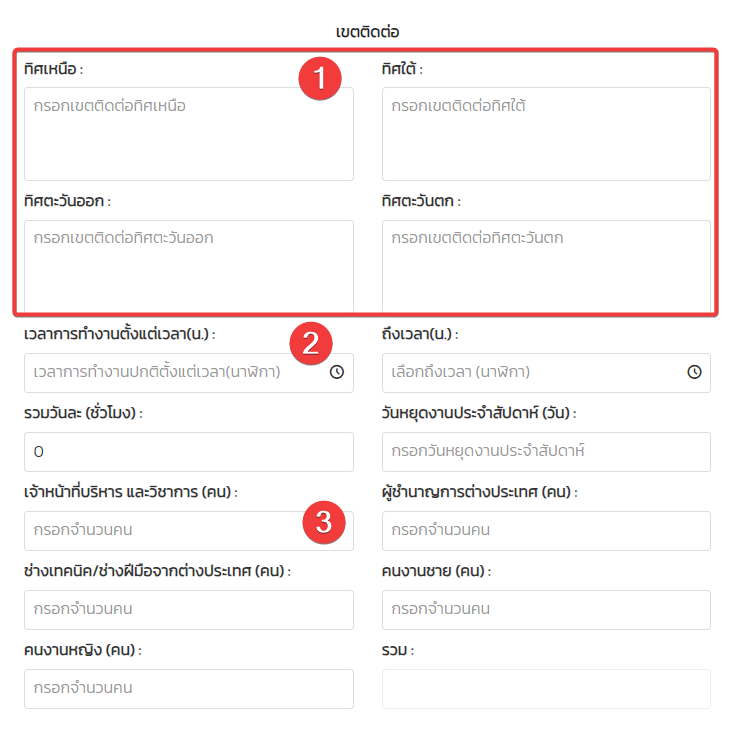 เขตติดต่อ
ทิศเหนือ : 1 ทิศใต้ :
กรอกเขตติดต่อทิศเหนือ กรอกเขตติดต่อทิศใต้
ทิศตะวันออก : ทิศตะวันตก :
กรอกเขตติดต่อทิศตะวันออก กรอกเขตติดต่อทิศตะวันตก
เวลาการทำงานตั้งแต่เวลา(น.) : 2 ถึงเวลา(น.) :
เวลาการทำงานปกติตั้งแต่เวลา(นาฬิกา) เลือกถึงเวลา (นาฬิกา)
รวมวันละ (ชั่วโมง) : วันหยุดงานประจำสัปดาห์ (วัน) :
0 กรอกวันหยุดงานประจำสัปดาห์
เจ้าหน้าที่บริหาร และวิชาการ (คน) : ผู้ชำนาญการต่างประเทศ (คน) :
กรอกจำนวนคน 3 กรอกจำนวนคน
ช่างเทคนิค/ช่างฝีมือจากต่างประเทศ (คน) : คนงานชาย (คน) :
กรอกจำนวนคน กรอกจำนวนคน
คนงานหญิง (คน) : รวม :
กรอกจำนวนคน